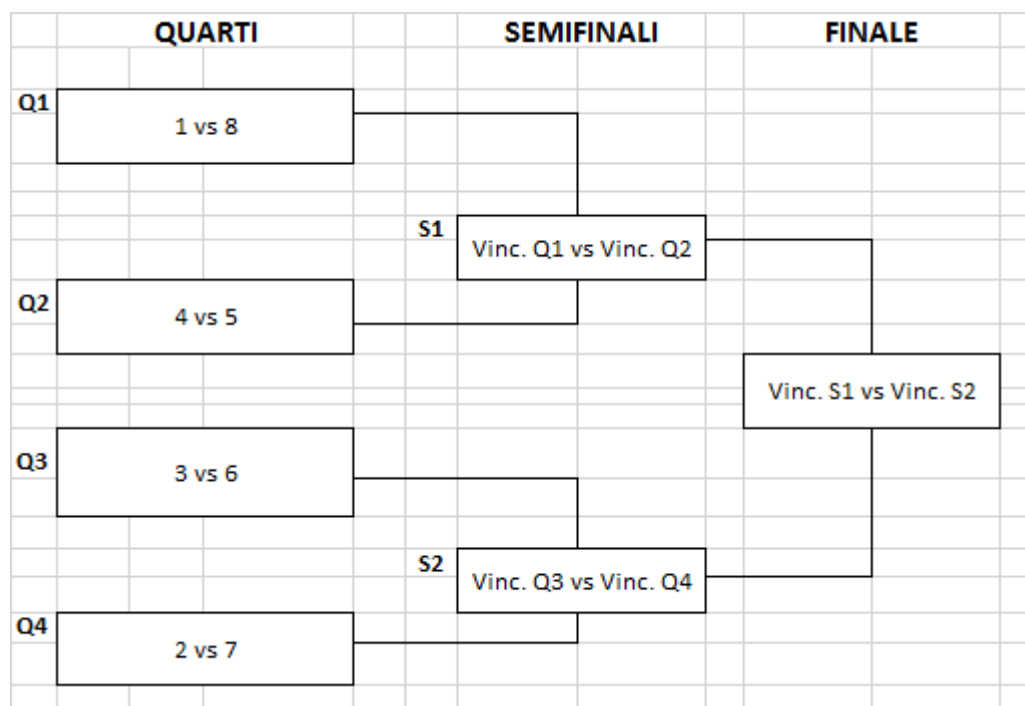 QUARTI SEMIFINALI FINALE
Q1
1 vs 8
S1
Vinc. Q1 vs Vinc. Q2
Q2
4 vs 5
Vinc. S1 vs Vinc. S2
Q3
3 vs 6
S2
Vinc. Q3 vs Vinc. Q4
Q4
2 vs 7